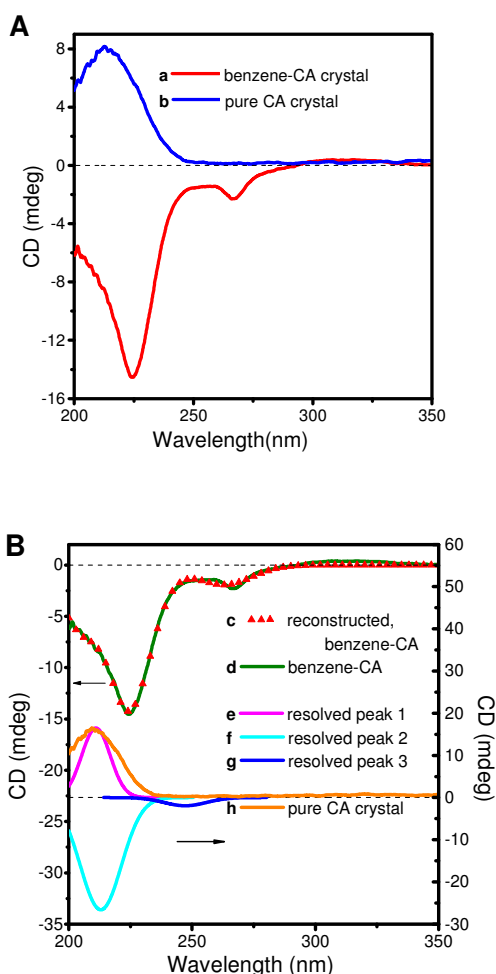 A
8
4
0
-4
-8
-12
-16
CD (mdeg)
a benzene-CA crystal
b pure CA crystal
200 250 300 350
Wavelength(nm)
B
0
-5
-10
-15
-20
-25
-30
-35
CD (mdeg)
60
50
40
30
20
10
0
-10
-20
-30
CD (mdeg)
c reconstructed,
benzene-CA
d benzene-CA
e resolved peak 1
f resolved peak 2
g resolved peak 3
h pure CA crystal
200 250 300 350
Wavelength (nm)